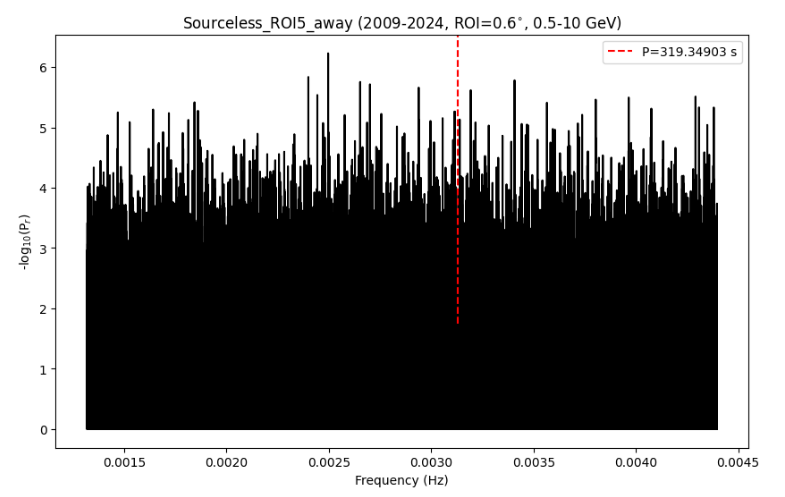 Sourceless_ROI5_away (2009-2024, ROI=0.6°, 0.5-10 GeV)
P=319.34903 s
-log₁₀(Pᵣ)
6
5
4
3
2
1
0
0.0015 0.0020 0.0025 0.0030 0.0035 0.0040 0.0045
Frequency (Hz)